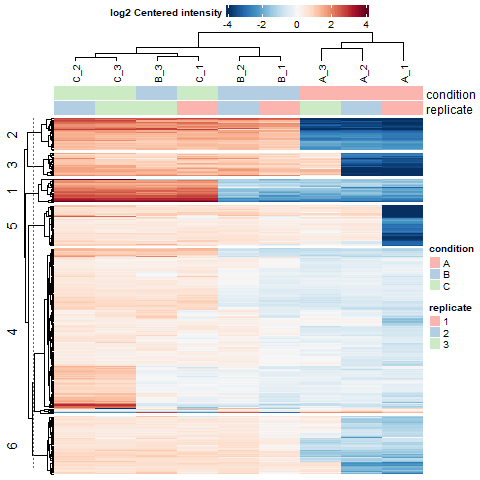 log2 Centered intensity
-4 -2 0 2 4
C_2 C_3 B_3 C_1 B_2 B_1 A_3 A_2 A_1
condition
replicate
2
3
1
5
4
6
condition
A
B
C
replicate
1
2
3